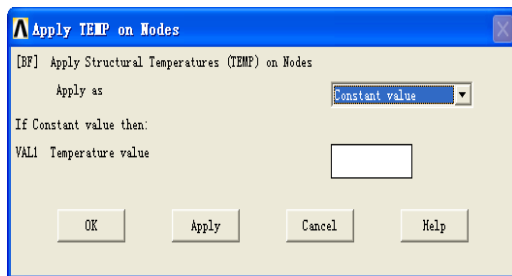 Apply TEMP on Nodes
[BF] Apply Structural Temperatures (TEMP) on Nodes
Apply as Constant value
If Constant value then:
VAL1 Temperature value
OK Apply Cancel Help